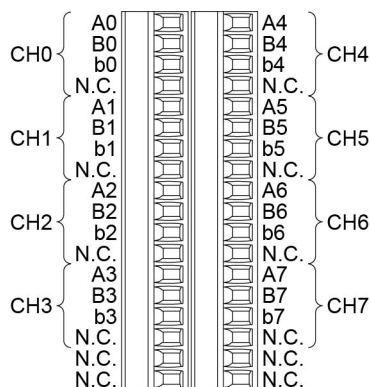 A0 A4
CH0 B0 B4 CH4
b0 b4
N.C. N.C.
A1 A5
CH1 B1 B5 CH5
b1 b5
N.C. N.C.
A2 A6
CH2 B2 B6 CH6
b2 b6
N.C. N.C.
A3 A7
CH3 B3 B7 CH7
b3 b7
N.C. N.C.
N.C. N.C.
N.C. N.C.